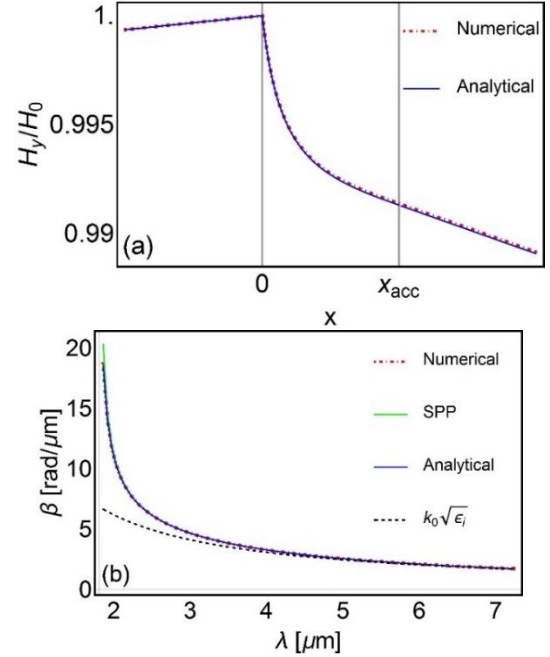 1.
0.995
0.99
H_y/H_0
Numerical
Analytical
(a)
0
x_acc
x
20
15
10
5
0
β [rad/μm]
Numerical
SPP
Analytical
k_0√ϵ_i
(b)
2 3 4 5 6 7
λ [μm]